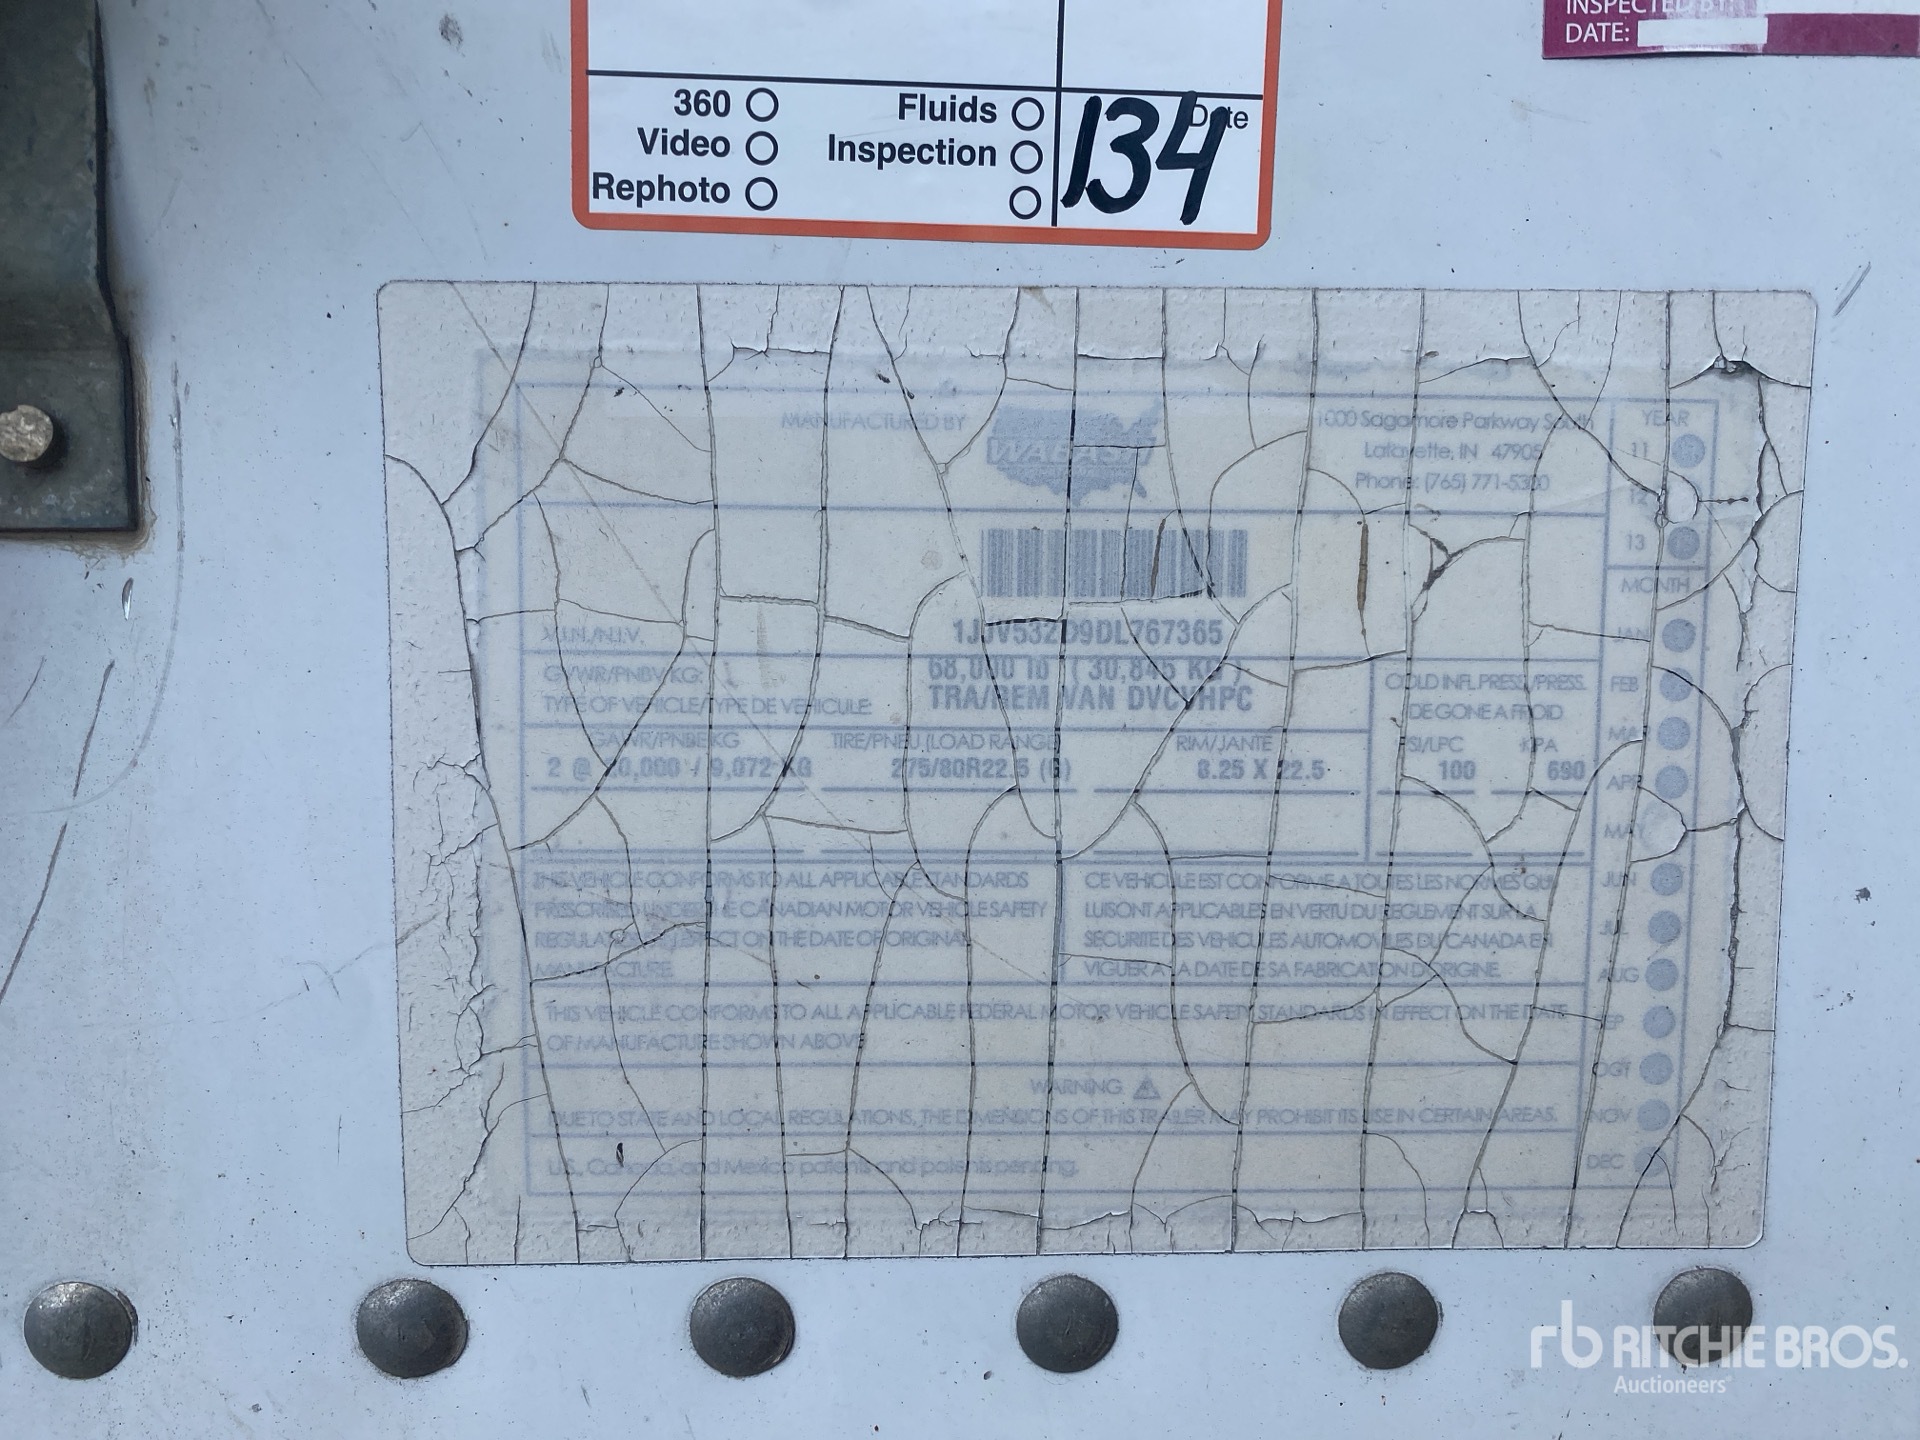 INSPECTED BY:
DATE:
360
Video
Rephoto
Fluids
Inspection
Date
134
MANUFACTURED BY
WABASH
1000 Sagamore Parkway South
Lafayette, IN 47905
Phone: (765) 771-5300
YEAR
11
12
13
MONTH
JAN
FEB
MAR
APR
MAY
JUN
JUL
AUG
SEP
OCT
NOV
DEC
V.I.N./N.I.V.
1JJV532D9DL767365
GVWR/PNBV KG:
68,000 lb ( 30,845 KG )
TYPE OF VEHICLE/TYPE DE VEHICULE:
TRA/REM VAN DVCVHPC
COLD INFL PRESS./PRESS.
DE GONE A FROID
GAWR/PNBE KG
TIRE/PNEU (LOAD RANGE)
RIM/JANTE
PSI/LPC
KPA
2 @ 20,000 / 9,072 KG
275/80R22.5 (G)
8.25 X 22.5
100
690
THIS VEHICLE CONFORMS TO ALL APPLICABLE STANDARDS
PRESCRIBED UNDER THE CANADIAN MOTOR VEHICLE SAFETY
REGULATIONS IN EFFECT ON THE DATE OF ORIGINAL
MANUFACTURE.
CE VEHICULE EST CONFORME A TOUTES LES NORMES QUI
LUI SONT APPLICABLES EN VERTU DU REGLEMENT SUR LA
SECURITE DES VEHICULES AUTOMOVILES DU CANADA EN
VIGUER A LA DATE DE SA FABRICATION D'ORIGINE.
THIS VEHICLE CONFORMS TO ALL APPLICABLE FEDERAL MOTOR VEHICLE SAFETY STANDARDS IN EFFECT ON THE DATE
OF MANUFACTURE SHOWN ABOVE
WARNING
DUE TO STATE AND LOCAL REGULATIONS, THE DIMENSIONS OF THIS TRAILER MAY PROHIBIT ITS USE IN CERTAIN AREAS.
U.S., Canada, and Mexico patents and patents pending.
rb RITCHIE BROS.
Auctioneers